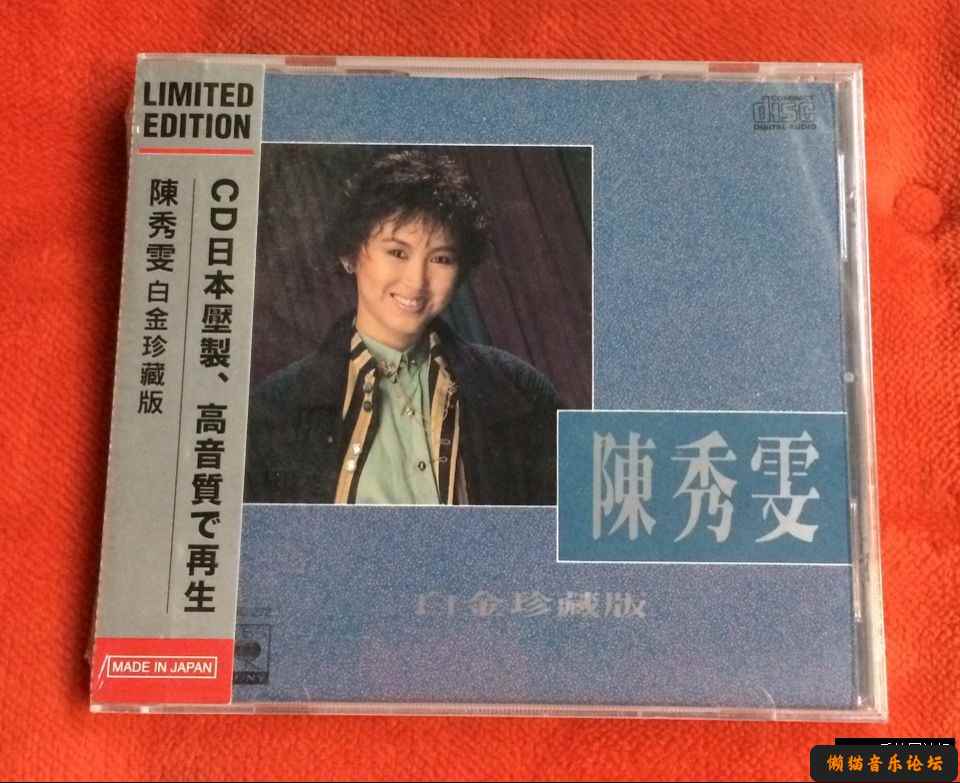 LIMITED
EDITION
CD日本壓製、高音質で再生
陳秀雯 白金珍藏版
MADE IN JAPAN
COMPACT
disc
DIGITAL AUDIO
陳秀雯
白金珍藏版
懒猫音乐论坛